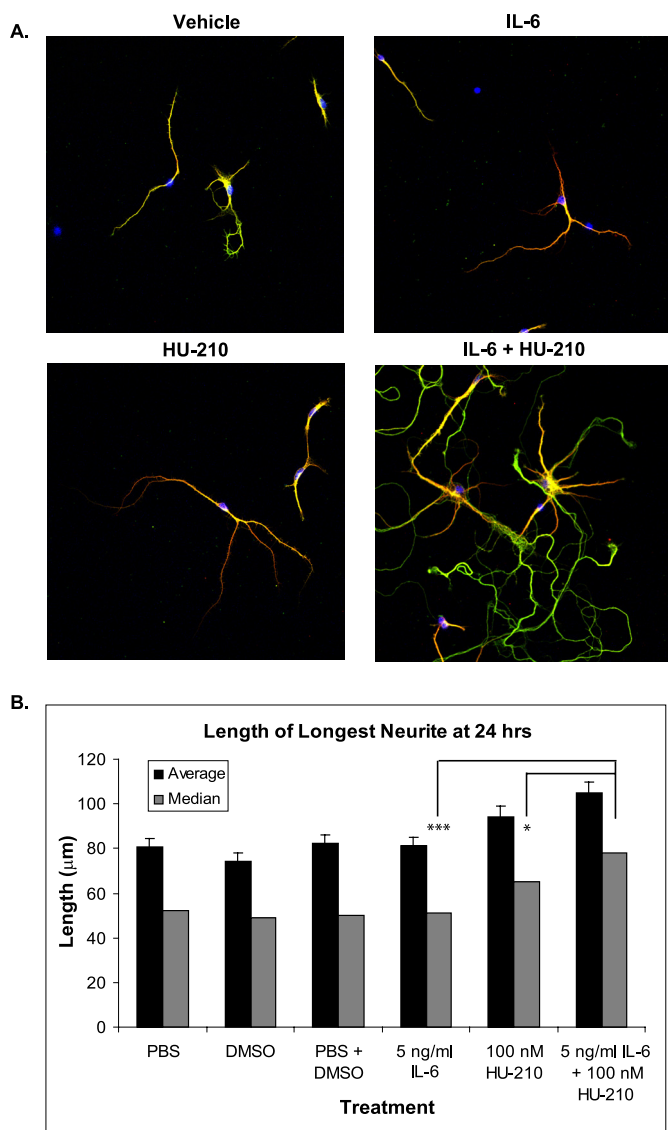 A.
Vehicle
IL-6
HU-210
IL-6 + HU-210
B.
Length of Longest Neurite at 24 hrs
120
100
80
60
40
20
0
Length (μm)
Average
Median
***
*
PBS
DMSO
PBS +
DMSO
5 ng/ml
IL-6
100 nM
HU-210
5 ng/ml IL-6
+ 100 nM
HU-210
Treatment